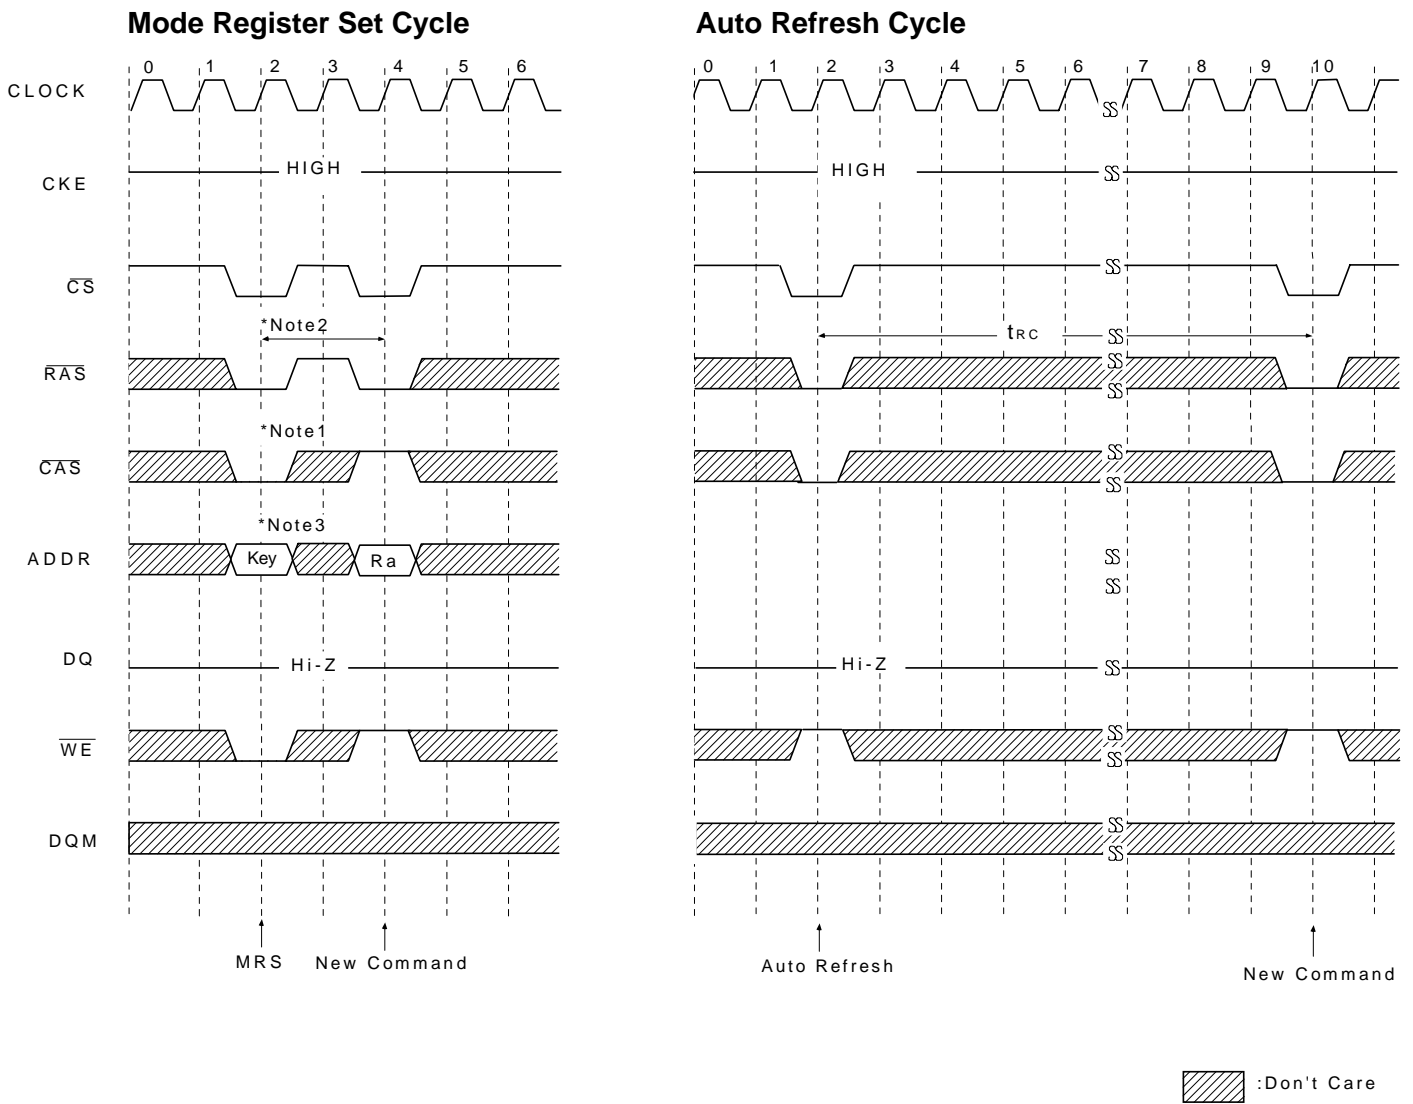 Mode Register Set Cycle
Auto Refresh Cycle
0 1 2 3 4 5 6
0 1 2 3 4 5 6 7 8 9 10
CLOCK
CKE
HIGH
HIGH
CS
*Note2
tRC
RAS
*Note1
CAS
*Note3
ADDR
Key
Ra
DQ
Hi-Z
Hi-Z
WE
DQM
MRS
New Command
Auto Refresh
New Command
:Don't Care